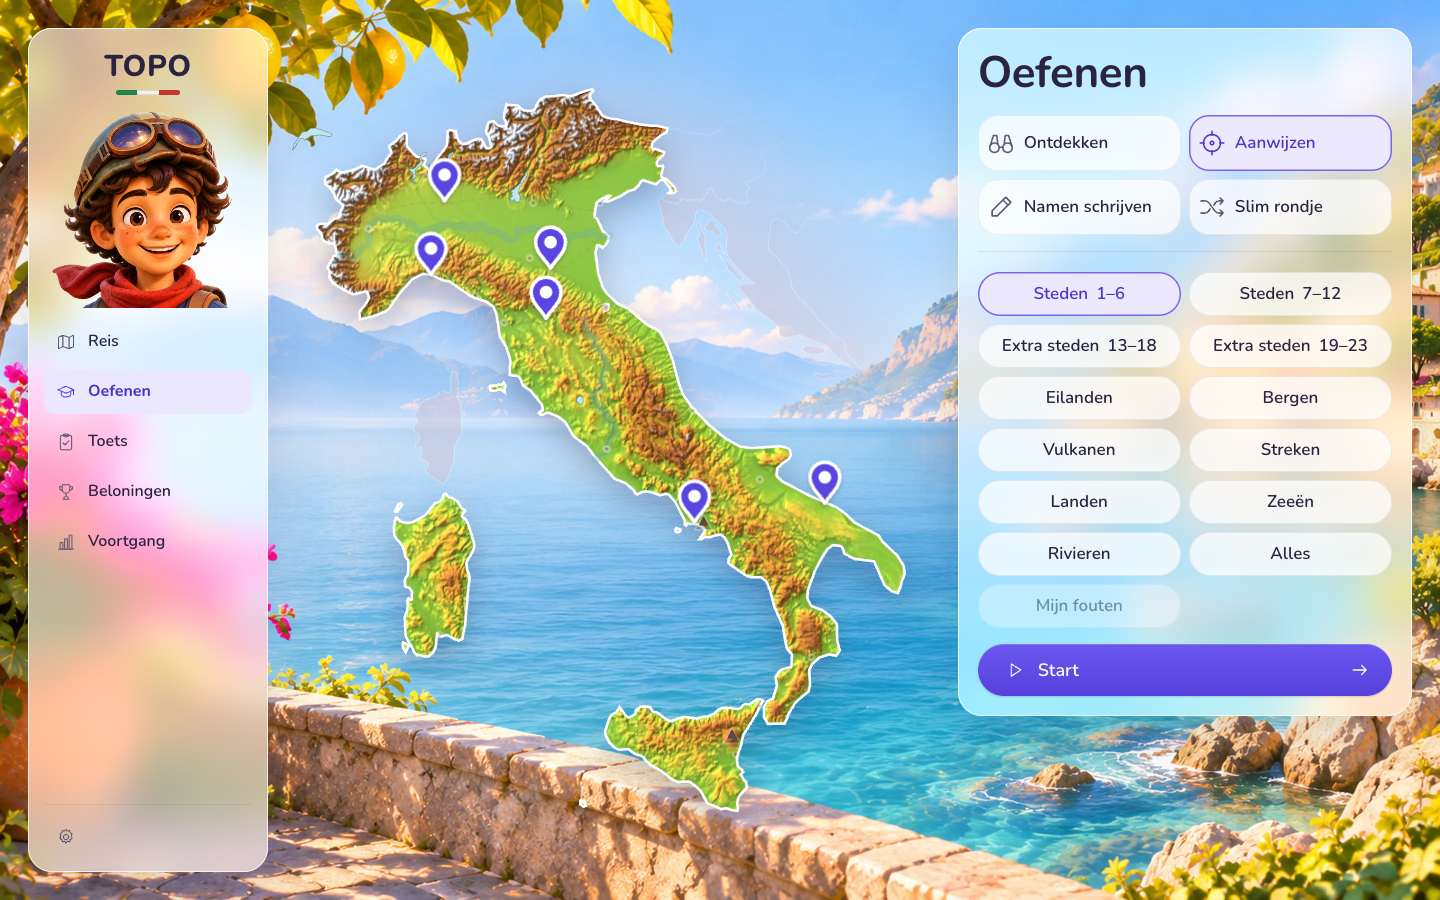 TOPO
Reis
Oefenen
Toets
Beloningen
Voortgang
Oefenen
Ontdekken
Aanwijzen
Namen schrijven
Slim rondje
Steden 1–6
Steden 7–12
Extra steden 13–18
Extra steden 19–23
Eilanden
Bergen
Vulkanen
Streken
Landen
Zeeën
Rivieren
Alles
Mijn fouten
Start